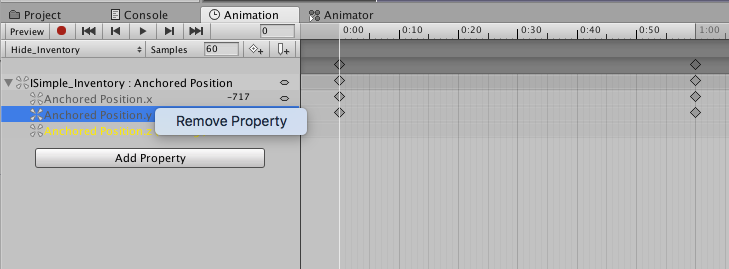 Project Console Animation Animator
Preview 0 0:00 0:10 0:20 0:30 0:40 0:50 1:00
Hide_Inventory Samples 60
ISimple_Inventory : Anchored Position
Anchored Position.x -717
Anchored Position.y
Remove Property
Anchored Position.z
Add Property